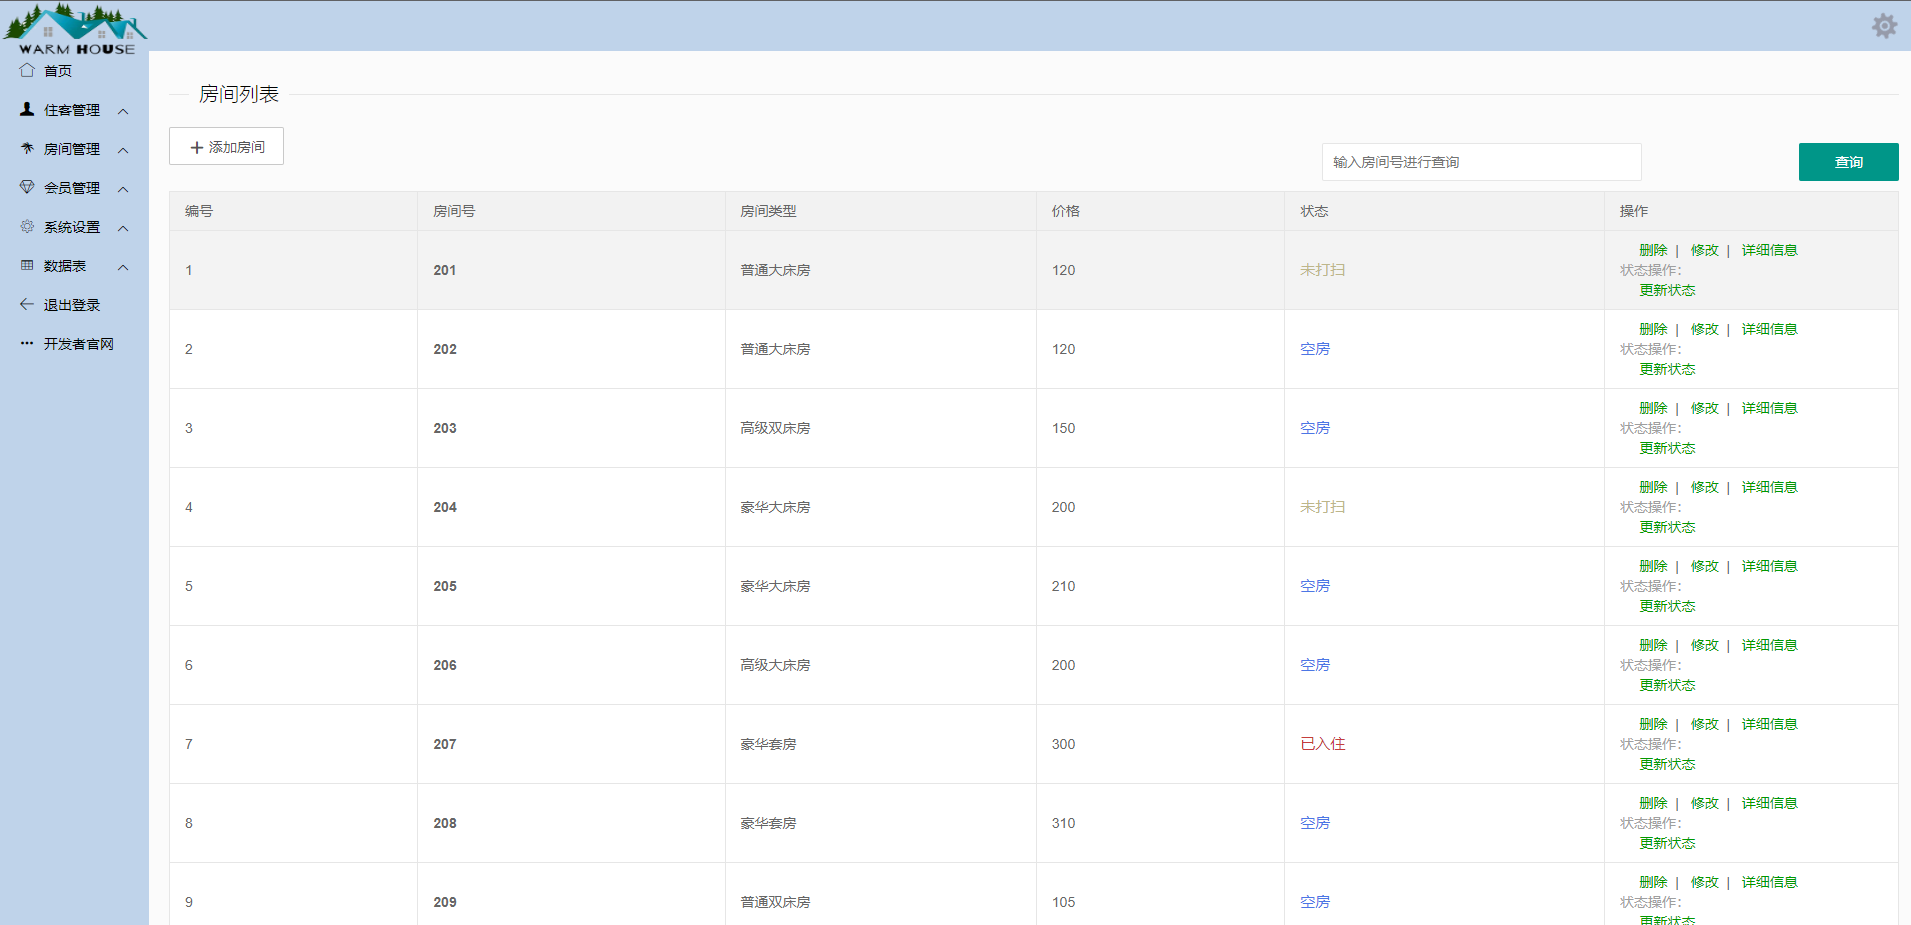 WARM HOUSE
首页
住客管理
房间管理
会员管理
系统设置
数据表
退出登录
开发者官网
房间列表
添加房间
输入房间号进行查询 查询
编号 房间号 房间类型 价格 状态 操作
1 201 普通大床房 120 未打扫 删除 | 修改 | 详细信息
状态操作:
更新状态
2 202 普通大床房 120 空房 删除 | 修改 | 详细信息
状态操作:
更新状态
3 203 高级双床房 150 空房 删除 | 修改 | 详细信息
状态操作:
更新状态
4 204 豪华大床房 200 未打扫 删除 | 修改 | 详细信息
状态操作:
更新状态
5 205 豪华大床房 210 空房 删除 | 修改 | 详细信息
状态操作:
更新状态
6 206 高级大床房 200 空房 删除 | 修改 | 详细信息
状态操作:
更新状态
7 207 豪华套房 300 已入住 删除 | 修改 | 详细信息
状态操作:
更新状态
8 208 豪华套房 310 空房 删除 | 修改 | 详细信息
状态操作:
更新状态
9 209 普通双床房 105 空房 删除 | 修改 | 详细信息
状态操作:
更新状态